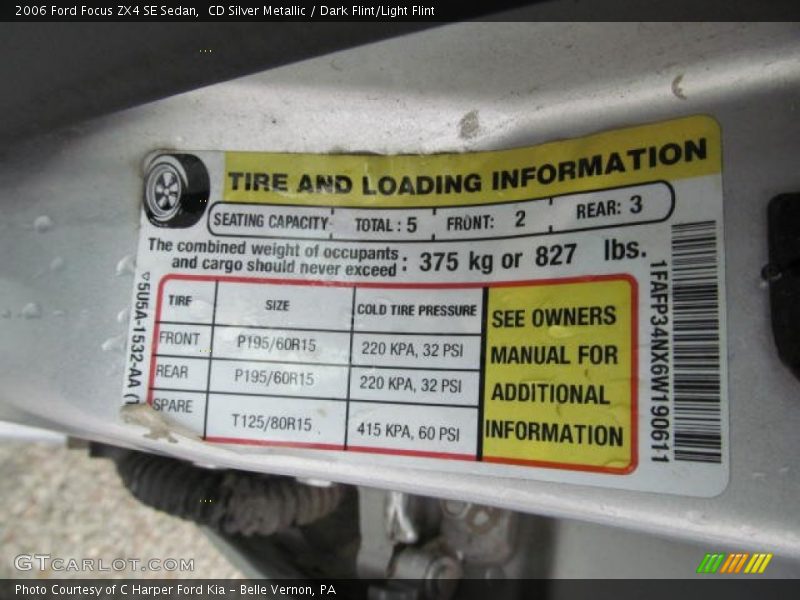 2006 Ford Focus ZX4 SE Sedan,  CD Silver Metallic / Dark Flint/Light Flint
TIRE AND LOADING INFORMATION
SEATING CAPACITY TOTAL : 5 FRONT: 2 REAR: 3
The combined weight of occupants
and cargo should never exceed : 375 kg or 827 lbs.
TIRE SIZE COLD TIRE PRESSURE
FRONT P195/60R15 220 KPA, 32 PSI
REAR P195/60R15 220 KPA, 32 PSI
SPARE T125/80R15 415 KPA, 60 PSI
SEE OWNERS
MANUAL FOR
ADDITIONAL
INFORMATION
5U5A-1532-AA
1FAFP34NX6W190611
GTCARLOT.COM
Photo Courtesy of C Harper Ford Kia - Belle Vernon, PA